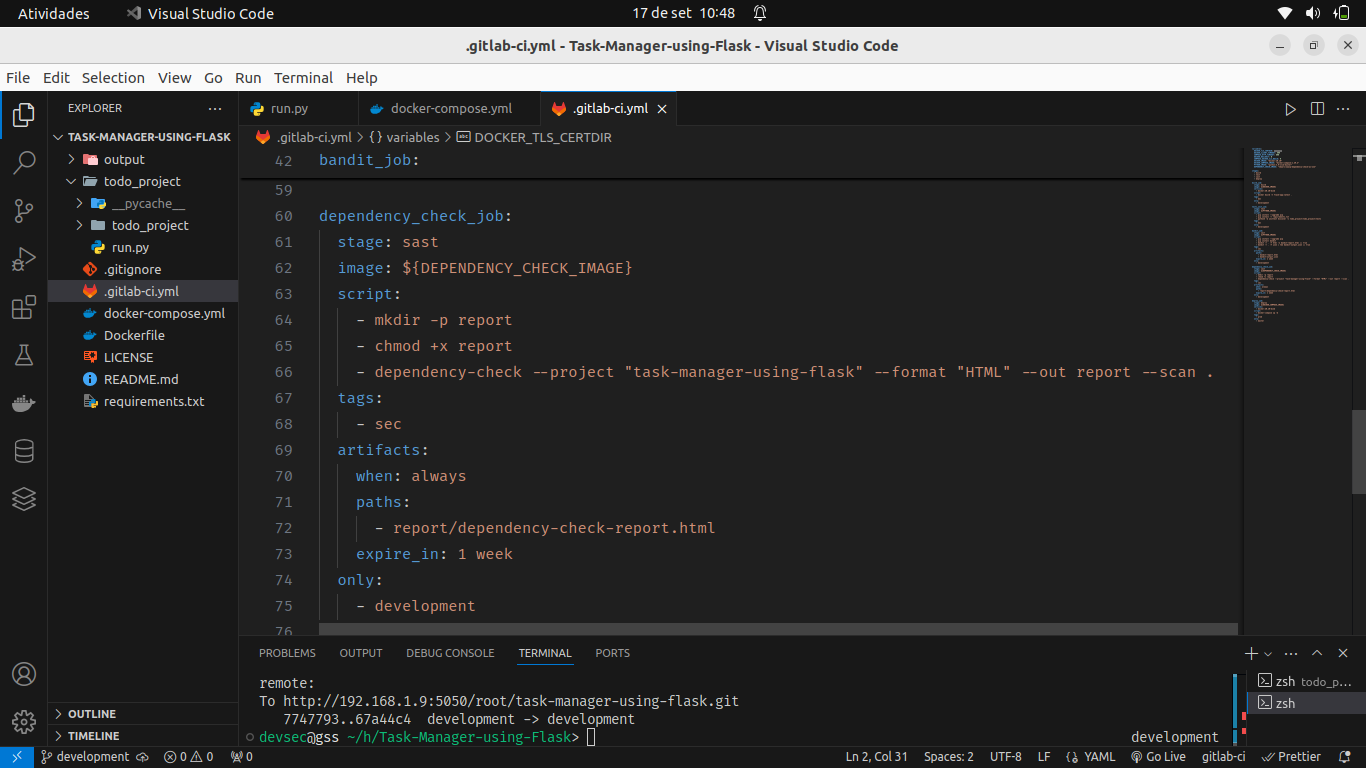 Atividades Visual Studio Code 17 de set 10:48
.gitlab-ci.yml - Task-Manager-using-Flask - Visual Studio Code
File Edit Selection View Go Run Terminal Help
EXPLORER
TASK-MANAGER-USING-FLASK
output
todo_project
__pycache__
todo_project
run.py
.gitignore
.gitlab-ci.yml
docker-compose.yml
Dockerfile
LICENSE
README.md
requirements.txt
OUTLINE
TIMELINE
run.py docker-compose.yml .gitlab-ci.yml
.gitlab-ci.yml > {} variables > abc DOCKER_TLS_CERTDIR
42 bandit_job:
59
60 dependency_check_job:
61 stage: sast
62 image: ${DEPENDENCY_CHECK_IMAGE}
63 script:
64 - mkdir -p report
65 - chmod +x report
66 - dependency-check --project "task-manager-using-flask" --format "HTML" --out report --scan .
67 tags:
68 - sec
69 artifacts:
70 when: always
71 paths:
72 - report/dependency-check-report.html
73 expire_in: 1 week
74 only:
75 - development
76
PROBLEMS OUTPUT DEBUG CONSOLE TERMINAL PORTS
remote:
To http://192.168.1.9:5050/root/task-manager-using-flask.git
7747793..67a44c4 development -> development
devsec@gss ~/h/Task-Manager-using-Flask> development
zsh todo_p...
zsh
development 0 0 0 Ln 2, Col 31 Spaces: 2 UTF-8 LF YAML Go Live gitlab-ci Prettier